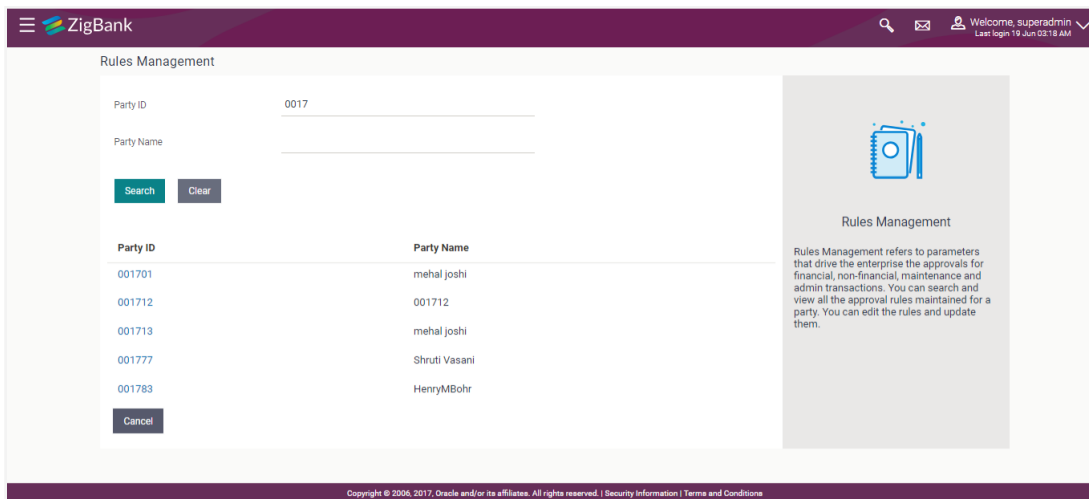 ZigBank
Welcome, superadmin
Last login 19 Jun 03:18 AM
Rules Management
Party ID 0017
Party Name
Search Clear
Party ID Party Name
001701 mehal joshi
001712 001712
001713 mehal joshi
001777 Shruti Vasani
001783 HenryMBohr
Cancel
Rules Management
Rules Management refers to parameters
that drive the enterprise the approvals for
financial, non-financial, maintenance and
admin transactions. You can search and
view all the approval rules maintained for a
party. You can edit the rules and update
them.
Copyright © 2006, 2017, Oracle and/or its affiliates. All rights reserved. | Security Information | Terms and Conditions